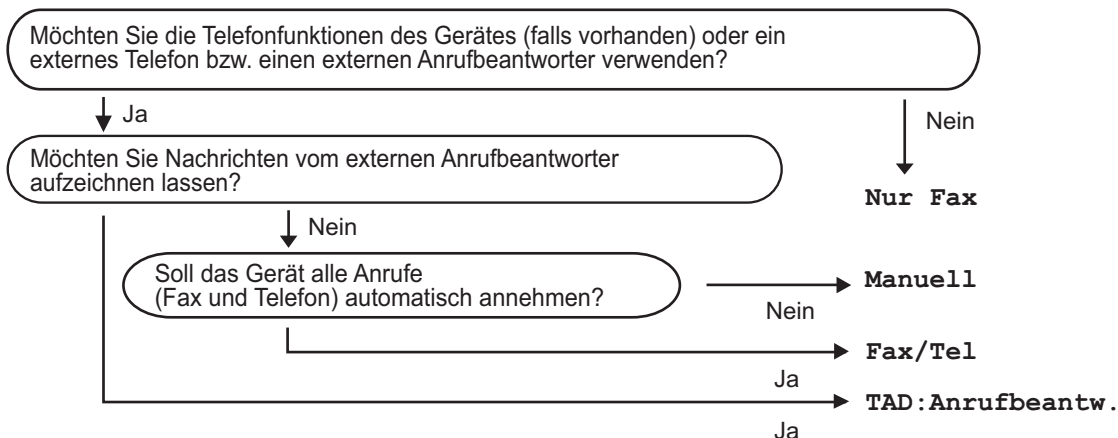 Möchten Sie die Telefonfunktionen des Gerätes (falls vorhanden) oder ein
externes Telefon bzw. einen externen Anrufbeantworter verwenden?
Ja
Nein
Möchten Sie Nachrichten vom externen Anrufbeantworter
aufzeichnen lassen?
Nur Fax
Nein
Soll das Gerät alle Anrufe
(Fax und Telefon) automatisch annehmen?
Manuell
Nein
Fax/Tel
Ja
TAD:Anrufbeantw.
Ja